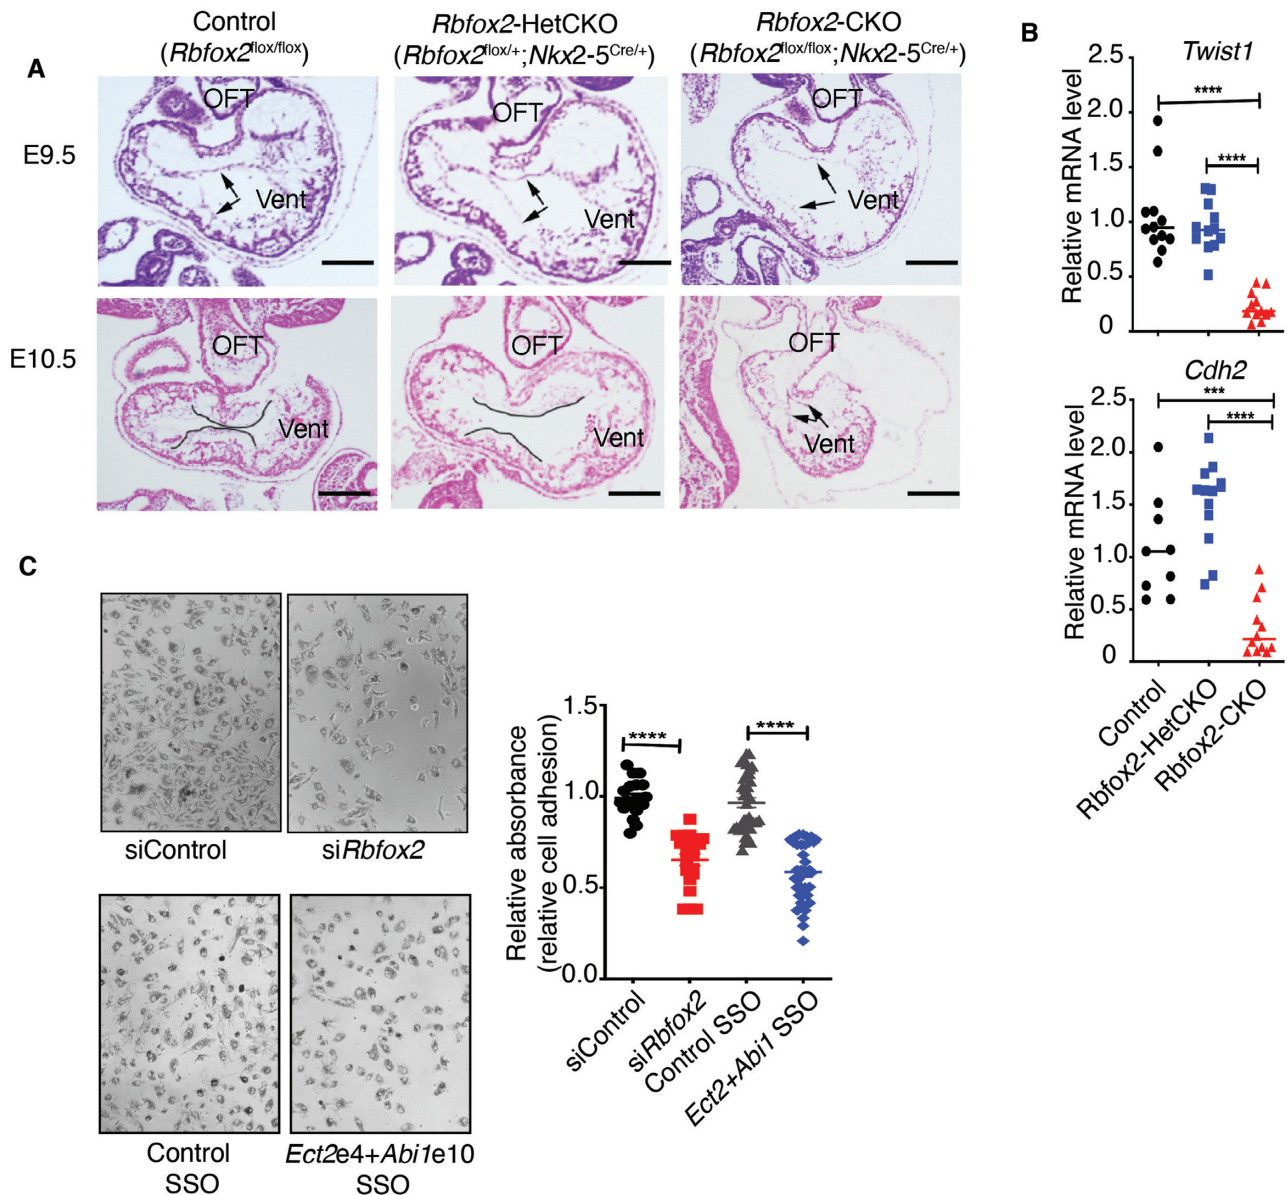 Control
(Rbfox2flox/flox)
Rbfox2-HetCKO
(Rbfox2flox/+;Nkx2-5Cre/+)
Rbfox2-CKO
(Rbfox2flox/flox;Nkx2-5Cre/+)
A
E9.5
OFT
Vent
OFT
Vent
OFT
Vent
E10.5
OFT
Vent
OFT
Vent
OFT
Vent
B
Twist1
Relative mRNA level
2.5
2.0
1.5
1.0
0.5
0
****
****
Cdh2
Relative mRNA level
2.5
2.0
1.5
1.0
0.5
0
***
****
Control
Rbfox2-HetCKO
Rbfox2-CKO
C
siControl
siRbfox2
Control
SSO
Ect2e4+Abi1e10
SSO
Relative absorbance
(relative cell adhesion)
1.5
1.0
0.5
0.0
****
****
siControl
siRbfox2
Control SSO
Ect2+Abi1 SSO